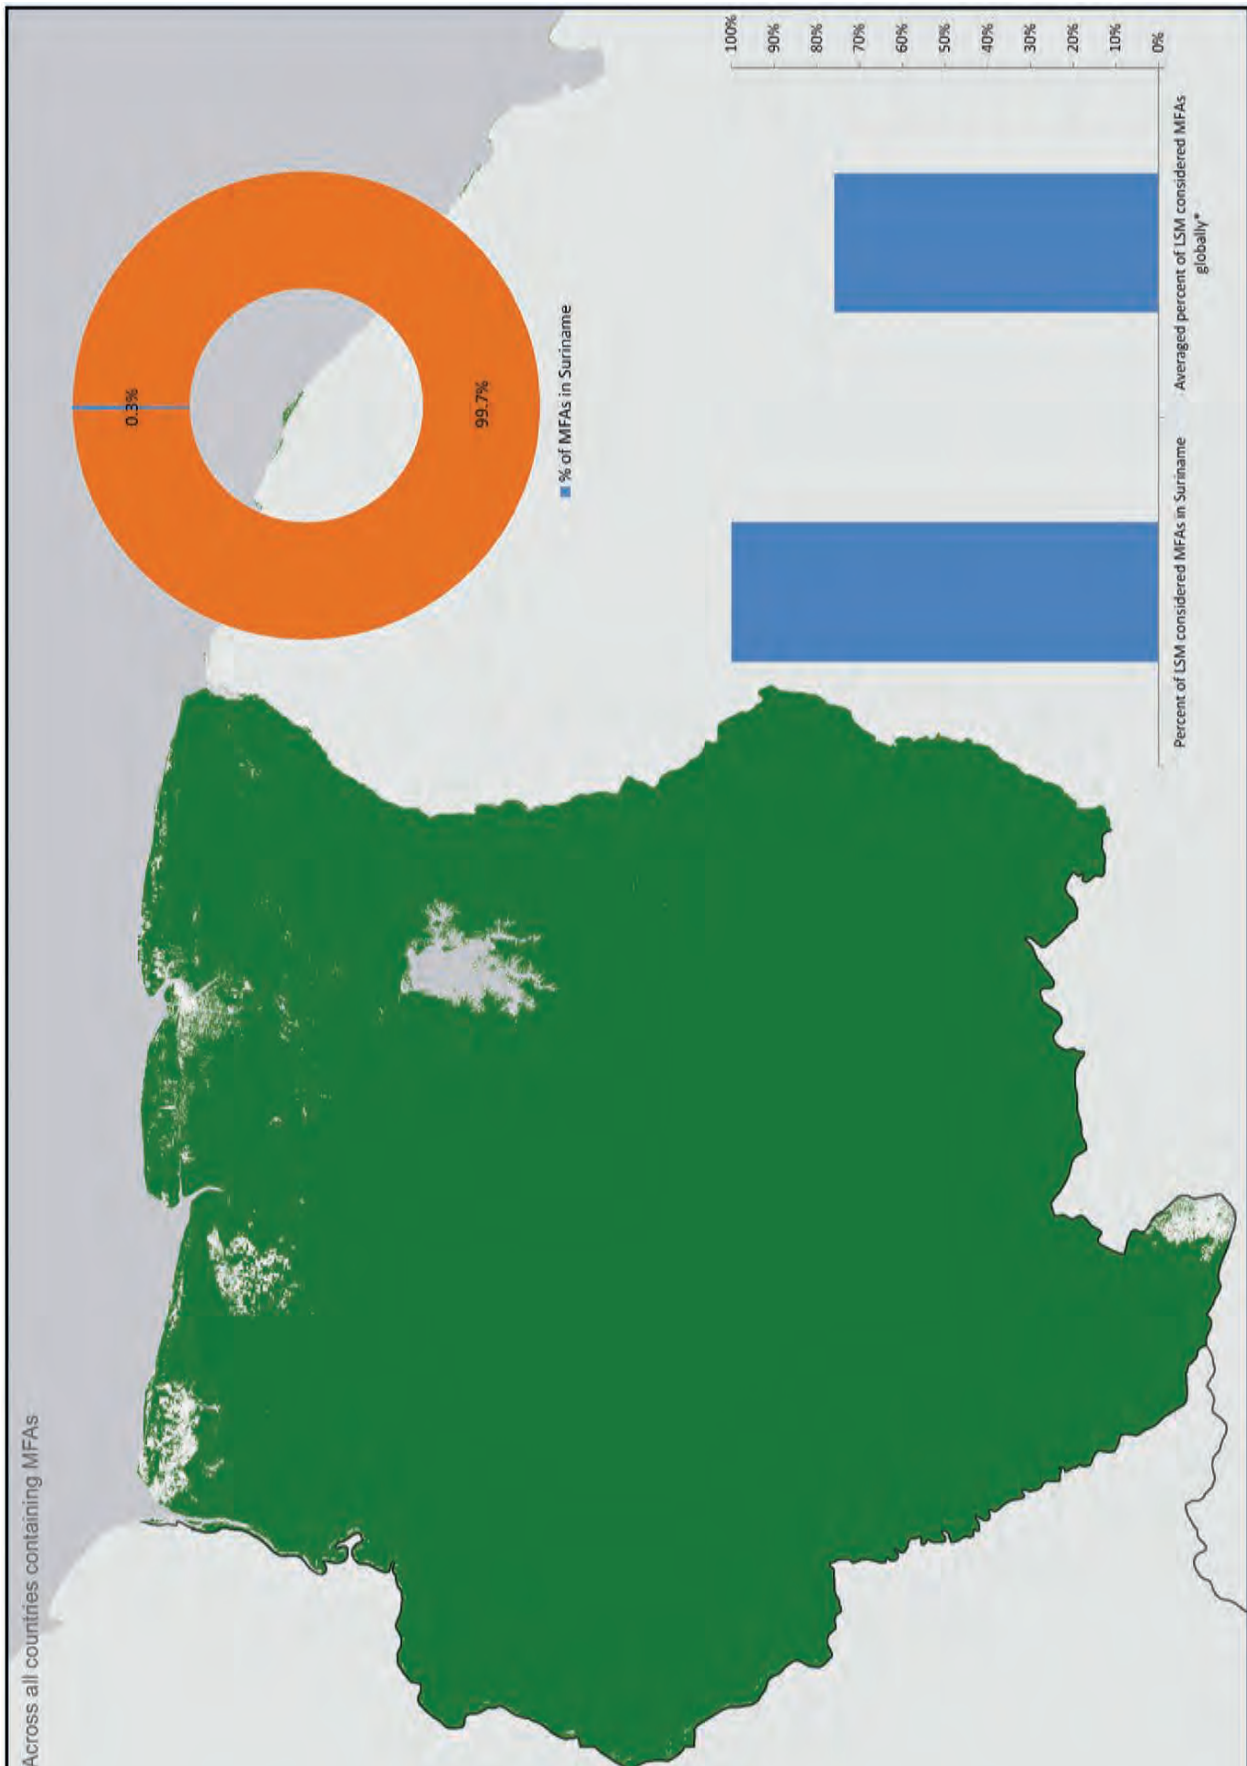 Across all countries containing MFAs
0.3%
99.7%
% of MFAs in Suriname
100%
90%
80%
70%
60%
50%
40%
30%
20%
10%
0%
Percent of LSM considered MFAs in Suriname
Averaged percent of LSM considered MFAs
globally*